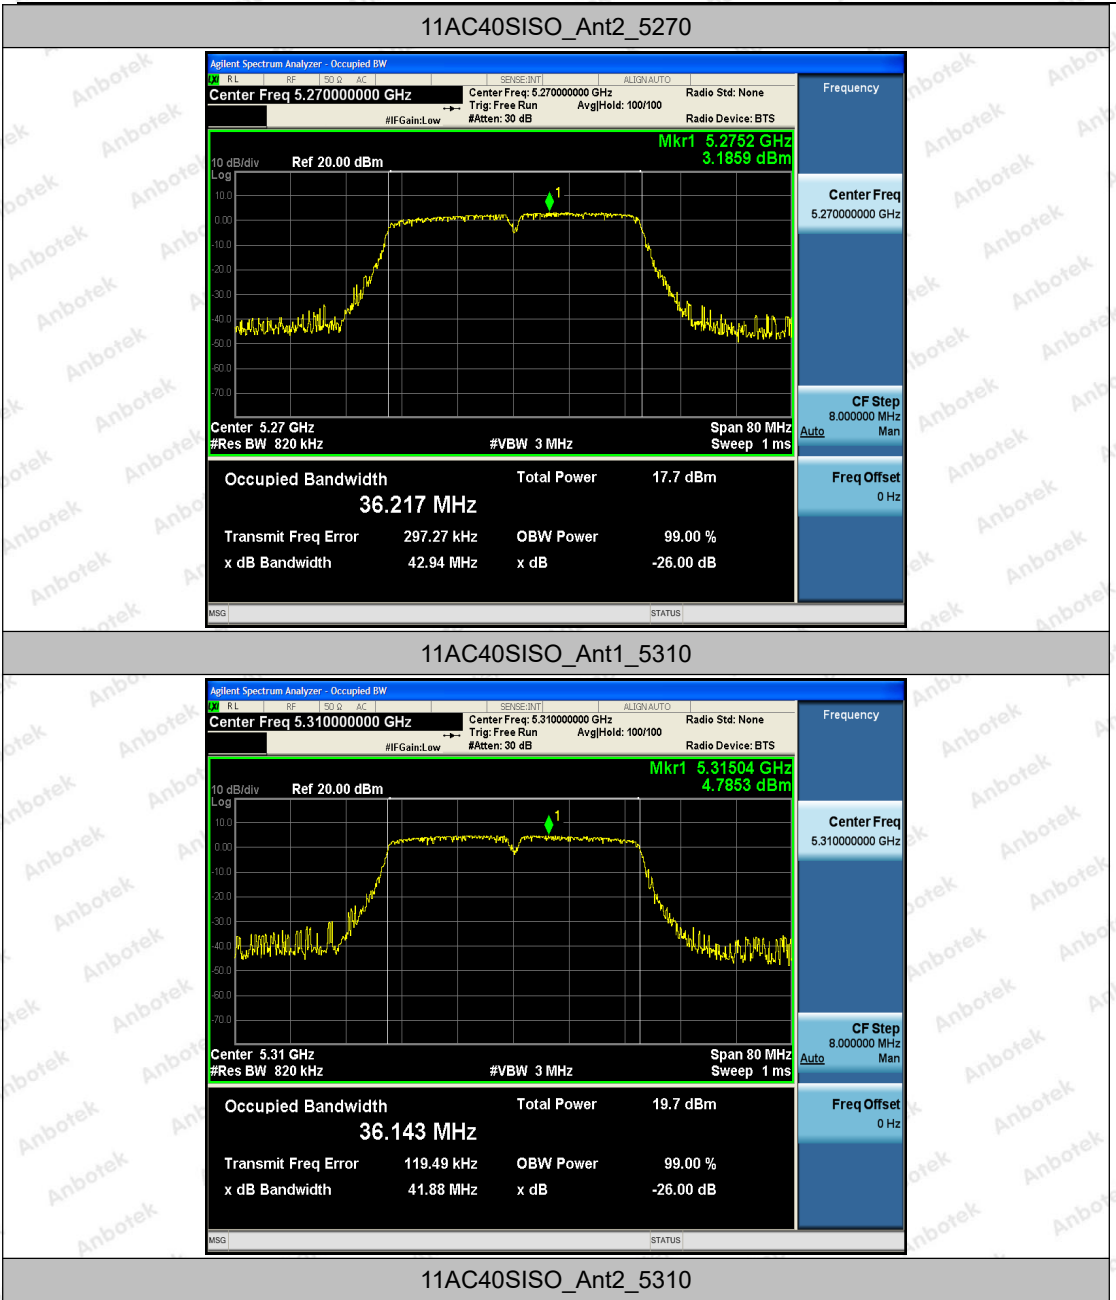 11AC40SISO_Ant2_5270
Agilent Spectrum Analyzer - Occupied BW
LXI RL RF 50 Ω AC SENSE:INT ALIGNAUTO
Center Freq 5.270000000 GHz
Center Freq: 5.270000000 GHz
Radio Std: None
Trig: Free Run Avg|Hold: 100/100
#IFGain:Low #Atten: 30 dB
Radio Device: BTS
Mkr1 5.2752 GHz
3.1859 dBm
10 dB/div Ref 20.00 dBm
Log
10.0
0.00
-10.0
-20.0
-30.0
-40.0
-50.0
-60.0
-70.0
1
Center 5.27 GHz Span 80 MHz
#Res BW 820 kHz #VBW 3 MHz Sweep 1 ms
Occupied Bandwidth Total Power 17.7 dBm
36.217 MHz
Transmit Freq Error 297.27 kHz OBW Power 99.00 %
x dB Bandwidth 42.94 MHz x dB -26.00 dB
MSG STATUS
Frequency
Center Freq
5.270000000 GHz
CF Step
8.000000 MHz
Auto Man
Freq Offset
0 Hz
11AC40SISO_Ant1_5310
Agilent Spectrum Analyzer - Occupied BW
LXI RL RF 50 Ω AC SENSE:INT ALIGNAUTO
Center Freq 5.310000000 GHz
Center Freq: 5.310000000 GHz
Radio Std: None
Trig: Free Run Avg|Hold: 100/100
#IFGain:Low #Atten: 30 dB
Radio Device: BTS
Mkr1 5.31504 GHz
4.7853 dBm
10 dB/div Ref 20.00 dBm
Log
10.0
0.00
-10.0
-20.0
-30.0
-40.0
-50.0
-60.0
-70.0
1
Center 5.31 GHz Span 80 MHz
#Res BW 820 kHz #VBW 3 MHz Sweep 1 ms
Occupied Bandwidth Total Power 19.7 dBm
36.143 MHz
Transmit Freq Error 119.49 kHz OBW Power 99.00 %
x dB Bandwidth 41.88 MHz x dB -26.00 dB
MSG STATUS
Frequency
Center Freq
5.310000000 GHz
CF Step
8.000000 MHz
Auto Man
Freq Offset
0 Hz
11AC40SISO_Ant2_5310
Anbotek